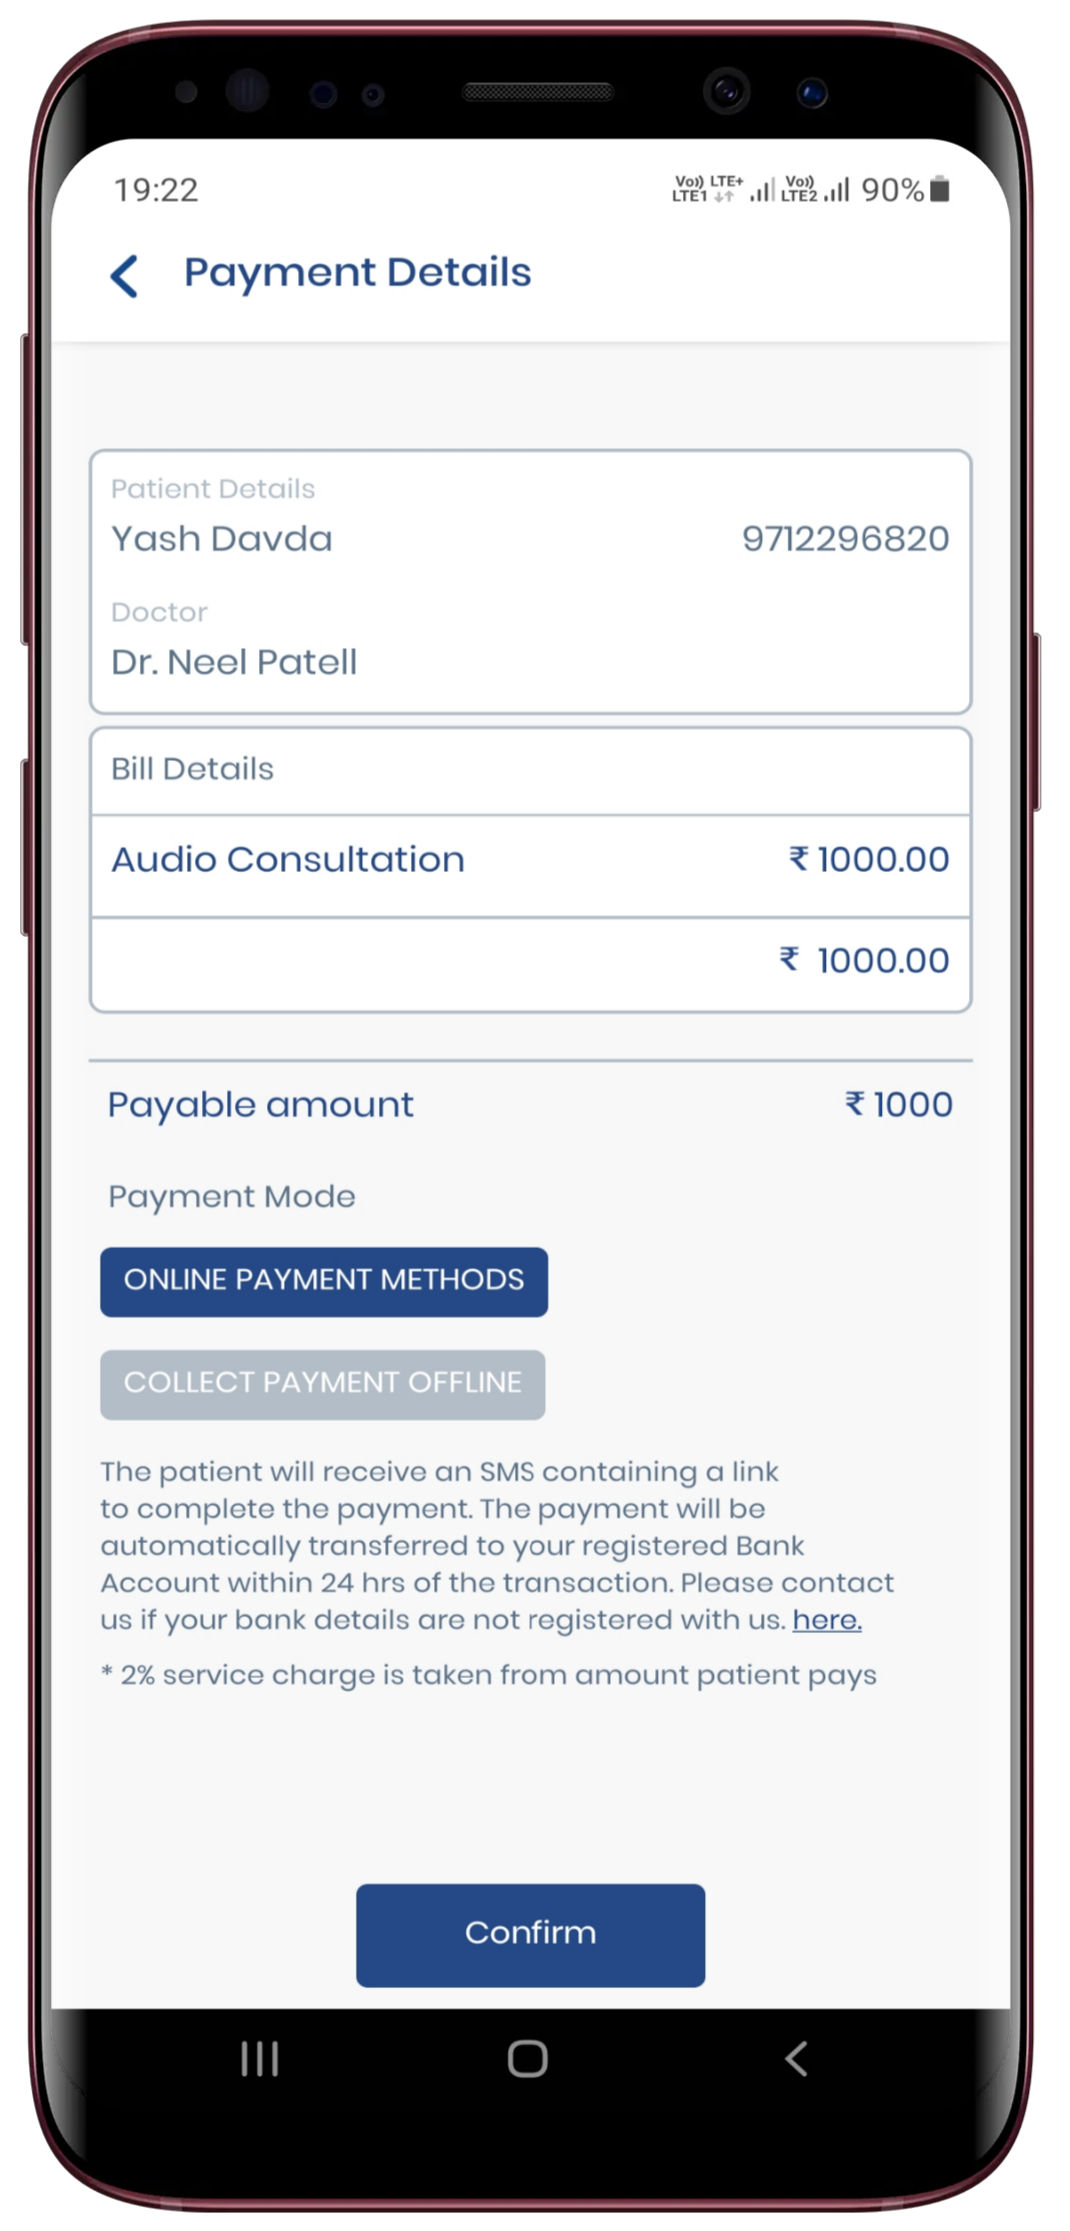 19:22
Vo)) LTE+ Vo)) 90%
LTE1 LTE2
Payment Details
Patient Details
Yash Davda 9712296820
Doctor
Dr. Neel Patell
Bill Details
Audio Consultation ₹ 1000.00
₹ 1000.00
Payable amount ₹ 1000
Payment Mode
ONLINE PAYMENT METHODS
COLLECT PAYMENT OFFLINE
The patient will receive an SMS containing a link
to complete the payment. The payment will be
automatically transferred to your registered Bank
Account within 24 hrs of the transaction. Please contact
us if your bank details are not registered with us. here.
* 2% service charge is taken from amount patient pays
Confirm